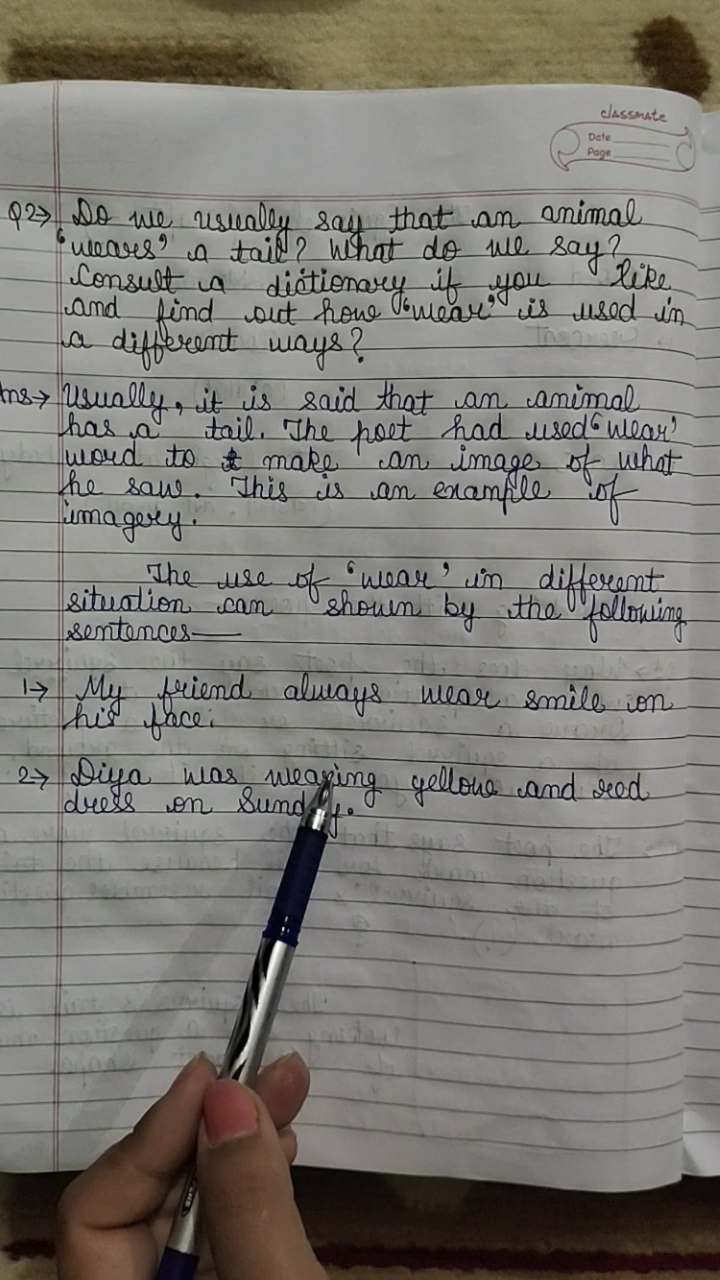 classmate
Date
Page
Q2→ Do we usually say that an animal
'wears' a tail? What do we say?
Consult a dictionary if you like
and find out how 'wear' is used in
a different ways?
Ans→ Usually, it is said that an animal
has a tail. The poet had used 'wear'
word to make an image of what
he saw. This is an example of
imagery.
The use of 'wear' in different
situation can shown by the following
sentences—
1→ My friend always wear smile on
his face.
2→ Diya was wearing yellow and red
dress on Sunday.